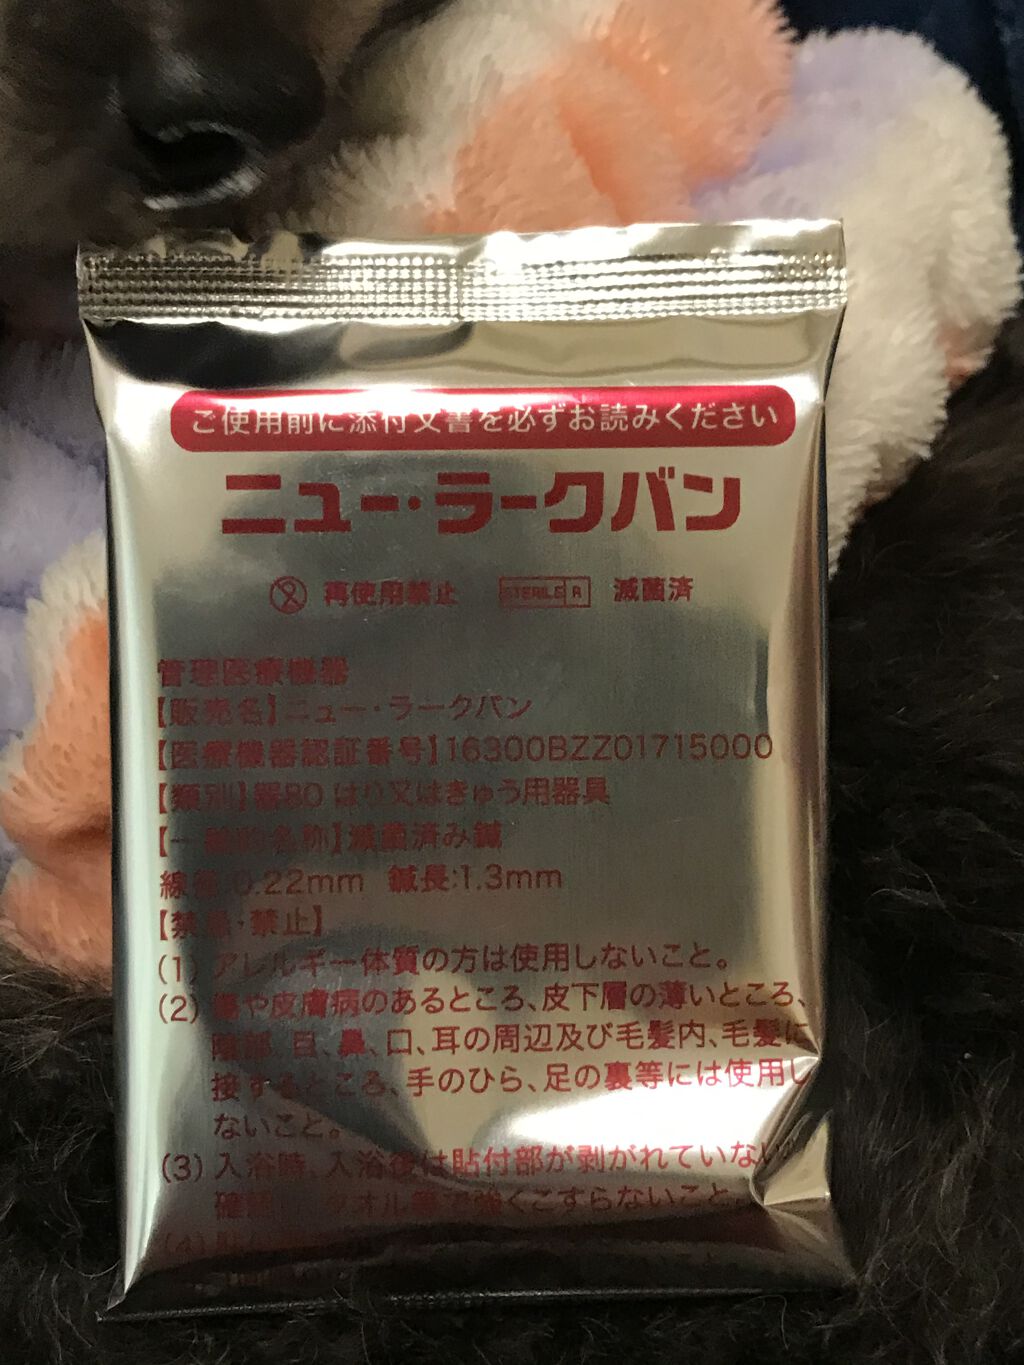 ご使用前に添付文書を必ずお読みください
ニュー・ラークバン
再使用禁止 STERILE R 滅菌済
管理医療機器
【販売名】ニュー・ラークバン
【医療機器認証番号】16300BZZ01715000
【類別】器80 はり又はきゅう用器具
【一般的名称】滅菌済み鍼
線径:0.22mm 鍼長:1.3mm
【禁忌・禁止】
(1) アレルギー体質の方は使用しないこと。
(2) 傷や皮膚病のあるところ、皮下層の薄いところ、
陰部、目、鼻、口、耳の周辺及び毛髪内、毛髪に
接するところ、手のひら、足の裏等には使用し
ないこと。
(3) 入浴時、入浴後は貼付部が剥がれていないか
確認し、タオル等で強くこすらないこと。
(4)